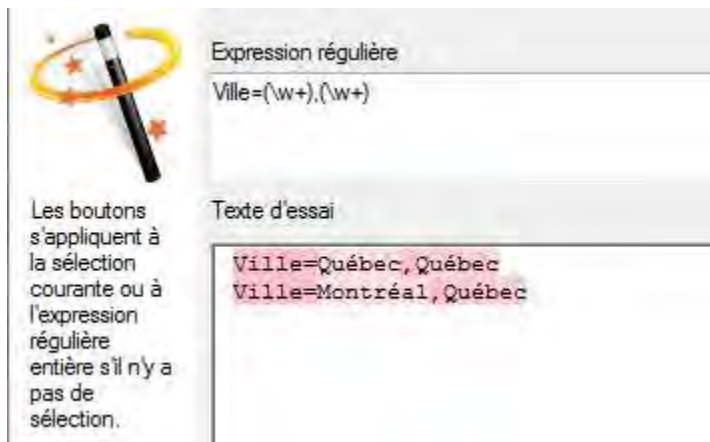 Expression régulière
Ville=(\w+),(\w+)
Les boutons
s'appliquent à
la sélection
courante ou à
l'expression
régulière
entière s'il n'y a
pas de
sélection.
Texte d'essai
Ville=Québec,Québec
Ville=Montréal,Québec